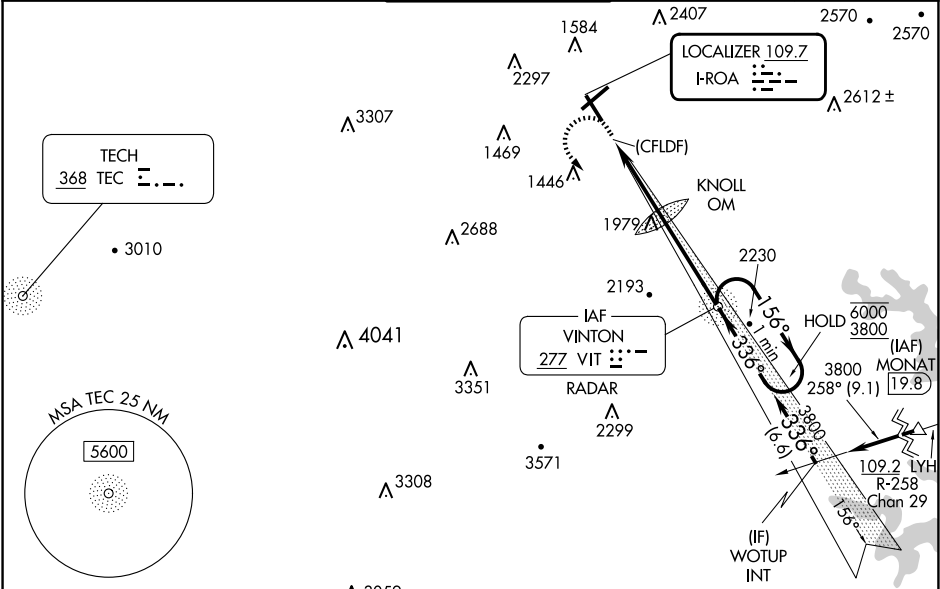 1584
2407
2570
2570
2297
LOCALIZER 109.7
I-ROA
2612 ±
3307
1469
(CFLDF)
TECH
368 TEC
1446
KNOLL
OM
1979
3010
2688
2230
2193
IAF
VINTON
277 VIT
RADAR
156°
1 min
336°
HOLD 6000
3800
(IAF)
MONAT
19.8
3800
258° (9.1)
4041
3351
2299
3571
3800
336°
(6.6)
109.2 LYH
R-258
Chan 29
156°
(IF)
WOTUP
INT
MSA TEC 25 NM
5600
3308